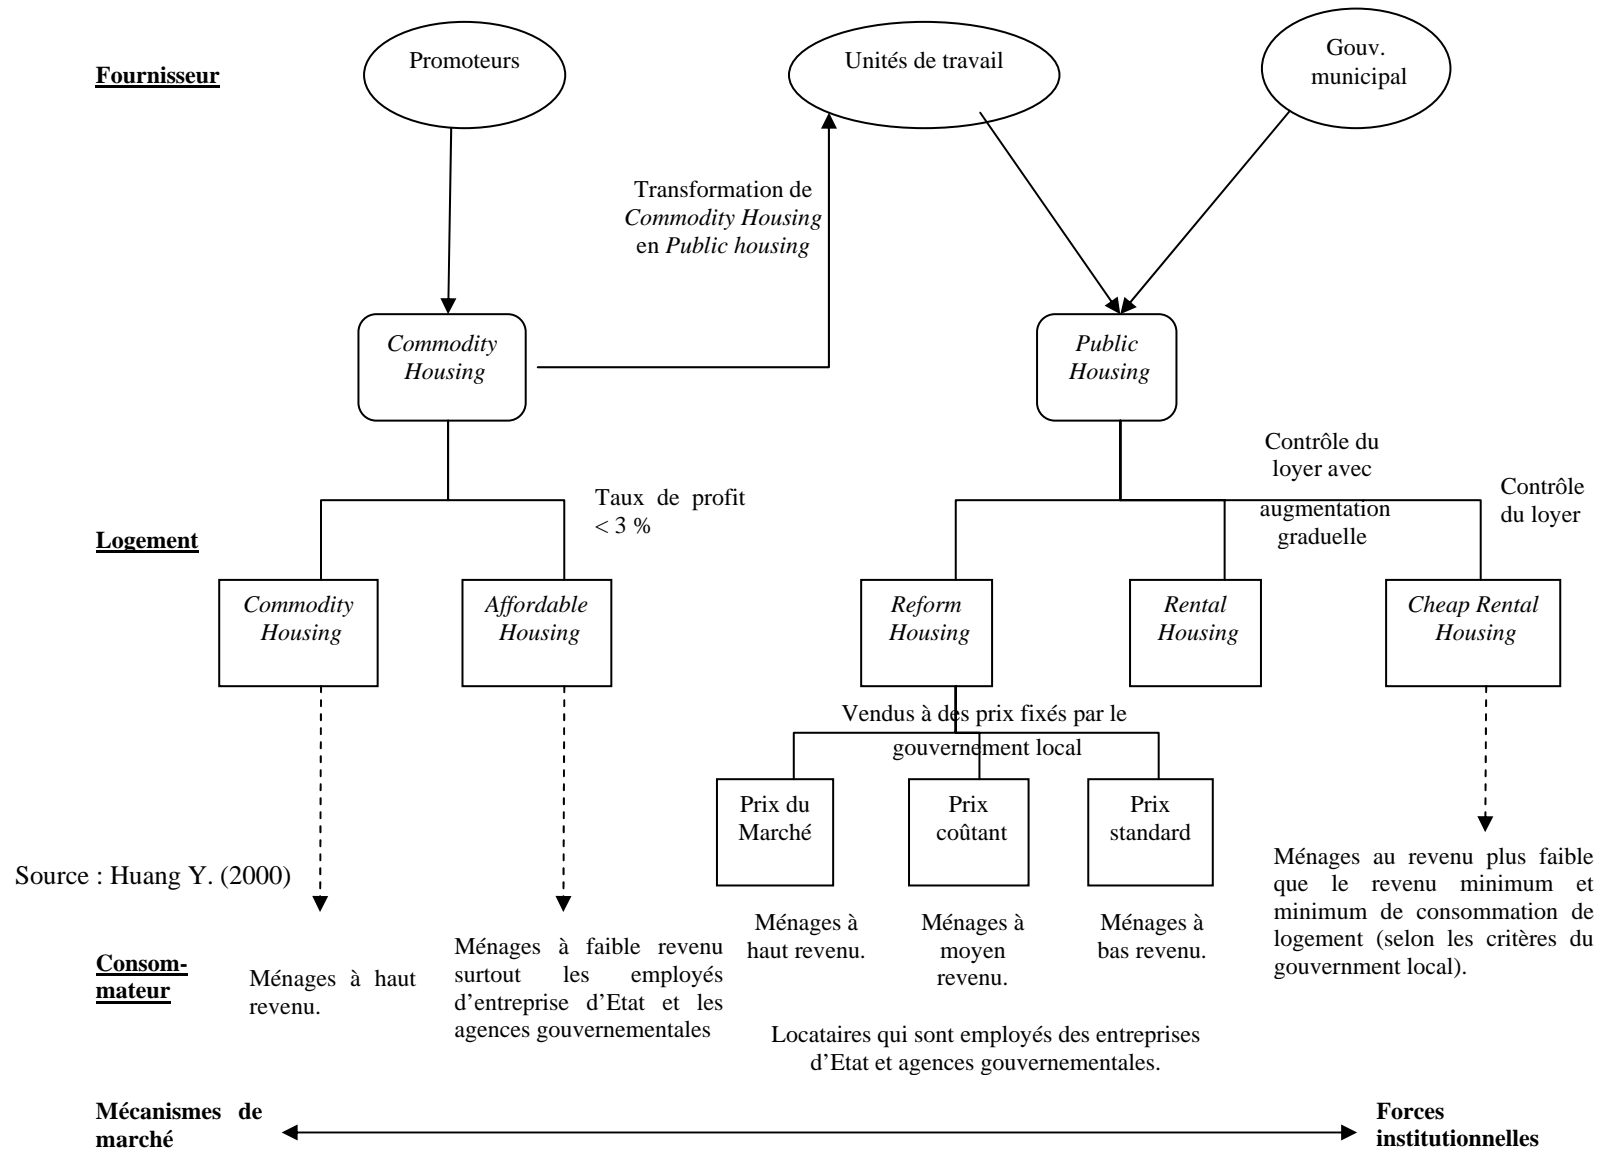 Fournisseur
Promoteurs
Unités de travail
Gouv.
municipal
Transformation de
Commodity Housing
en Public housing
Commodity
Housing
Public
Housing
Taux de profit
< 3 %
Contrôle du
loyer avec
augmentation
graduelle
Contrôle
du loyer
Logement
Commodity
Housing
Affordable
Housing
Reform
Housing
Rental
Housing
Cheap Rental
Housing
Vendus à des prix fixés par le
gouvernement local
Prix du
Marché
Prix
coûtant
Prix
standard
Source : Huang Y. (2000)
Consom-
mateur
Ménages à haut
revenu.
Ménages à faible revenu
surtout les employés
d’entreprise d’Etat et les
agences gouvernementales
Ménages à
haut revenu.
Ménages à
moyen
revenu.
Ménages à
bas revenu.
Ménages au revenu plus faible
que le revenu minimum et
minimum de consommation de
logement (selon les critères du
gouvernment local).
Locataires qui sont employés des entreprises
d’Etat et agences gouvernementales.
Mécanismes de
marché
Forces
institutionnelles